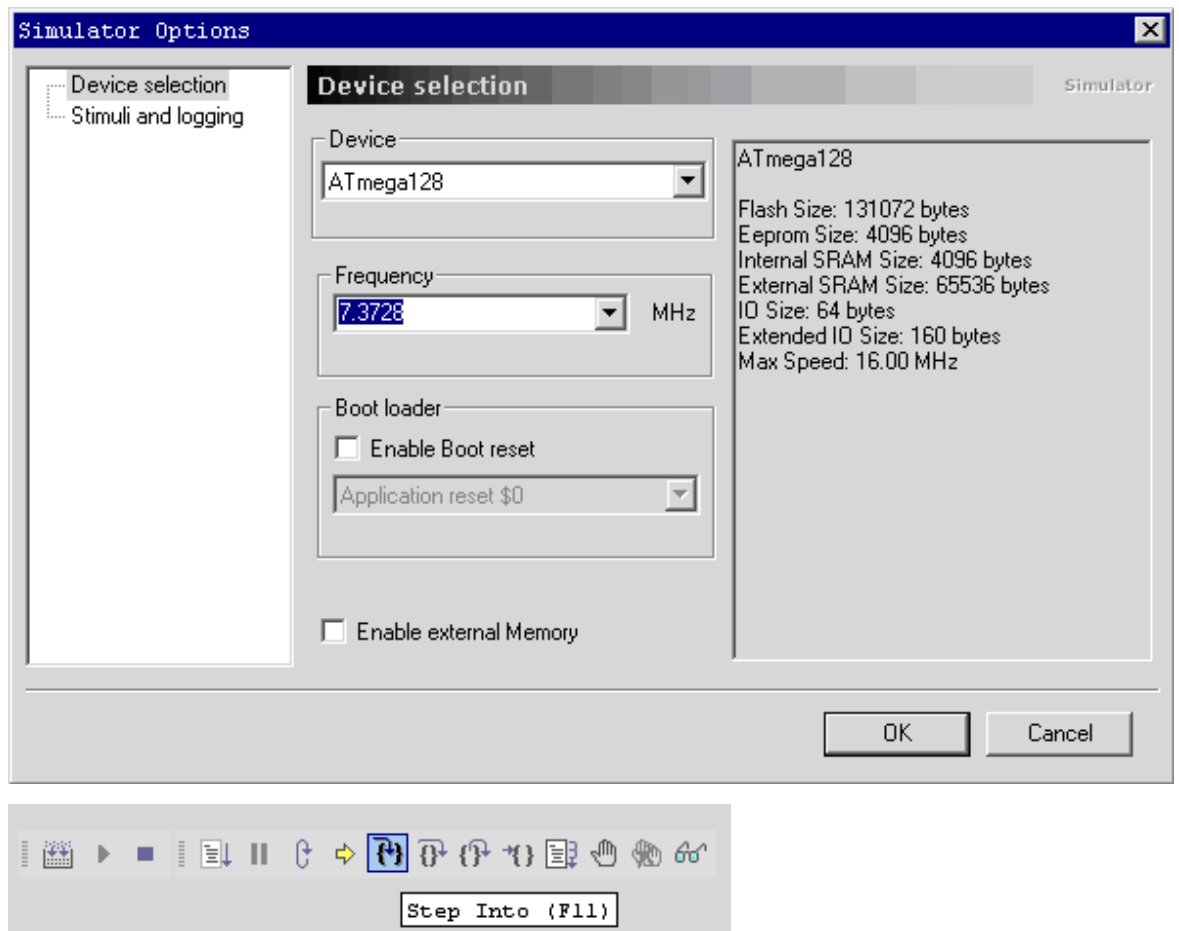 Simulator Options
Device selection
Stimuli and logging
Device selection
Simulator
Device
ATmega128
Frequency
7.3728
MHz
Boot loader
Enable Boot reset
Application reset $0
Enable external Memory
ATmega128
Flash Size: 131072 bytes
Eeprom Size: 4096 bytes
Internal SRAM Size: 4096 bytes
External SRAM Size: 65536 bytes
IO Size: 64 bytes
Extended IO Size: 160 bytes
Max Speed: 16.00 MHz
OK
Cancel
Step Into (F11)